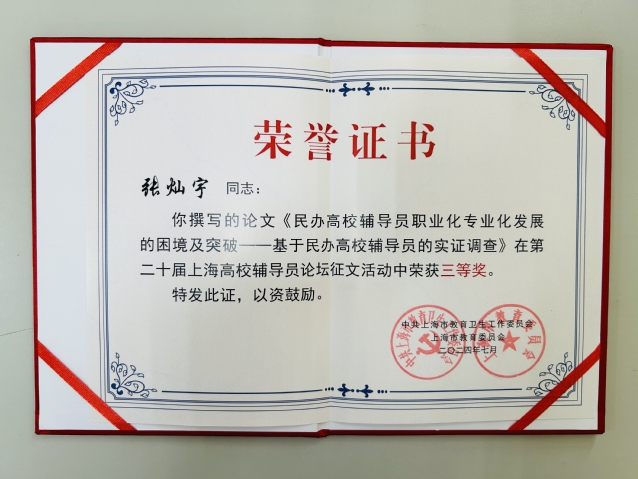 荣誉证书
张灿宇 同志：
你撰写的论文《民办高校辅导员职业化专业化发展
的困境及突破——基于民办高校辅导员的实证调查》在第
二十届上海高校辅导员论坛征文活动中荣获三等奖。
特发此证，以资鼓励。
中共上海市教育卫生工作委员会
上海市教育委员会
二〇二四年七月